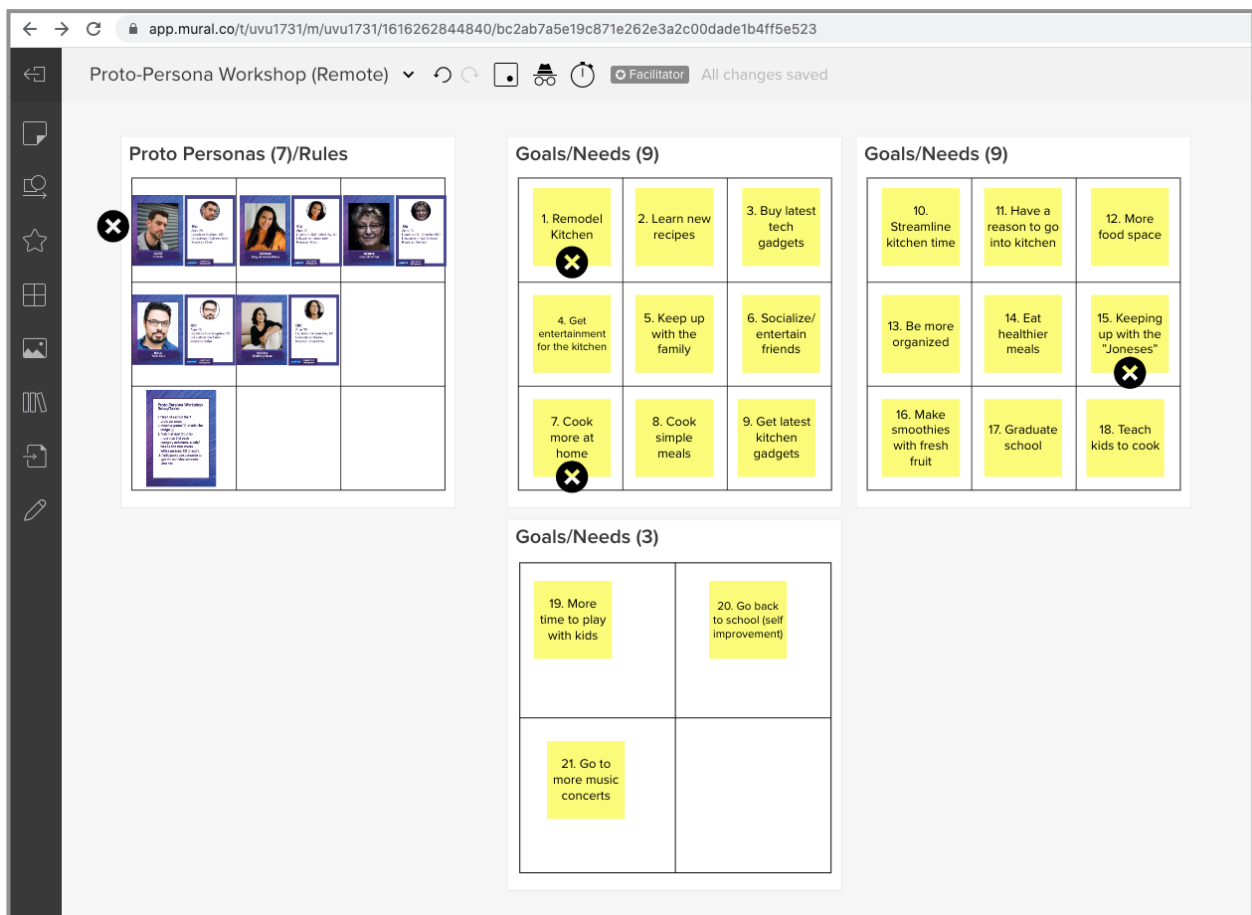 app.mural.co/t/uvu1731/m/uvu1731/1616262844840/bc2ab7a5e19c871e262e3a2c00dade1b4ff5e523
Proto-Persona Workshop (Remote)
Facilitator
All changes saved
Proto Personas (7)/Rules
Proto Persona Workshop
Goals/Needs (9)
1. Remodel
Kitchen
2. Learn new
recipes
3. Buy latest
tech
gadgets
4. Get
entertainment
for the kitchen
5. Keep up
with the
family
6. Socialize/
entertain
friends
7. Cook
more at
home
8. Cook
simple
meals
9. Get latest
kitchen
gadgets
Goals/Needs (9)
10.
Streamline
kitchen time
11. Have a
reason to go
into kitchen
12. More
food space
13. Be more
organized
14. Eat
healthier
meals
15. Keeping
up with the
"Joneses"
16. Make
smoothies
with fresh
fruit
17. Graduate
school
18. Teach
kids to cook
Goals/Needs (3)
19. More
time to play
with kids
20. Go back
to school (self
improvement)
21. Go to
more music
concerts